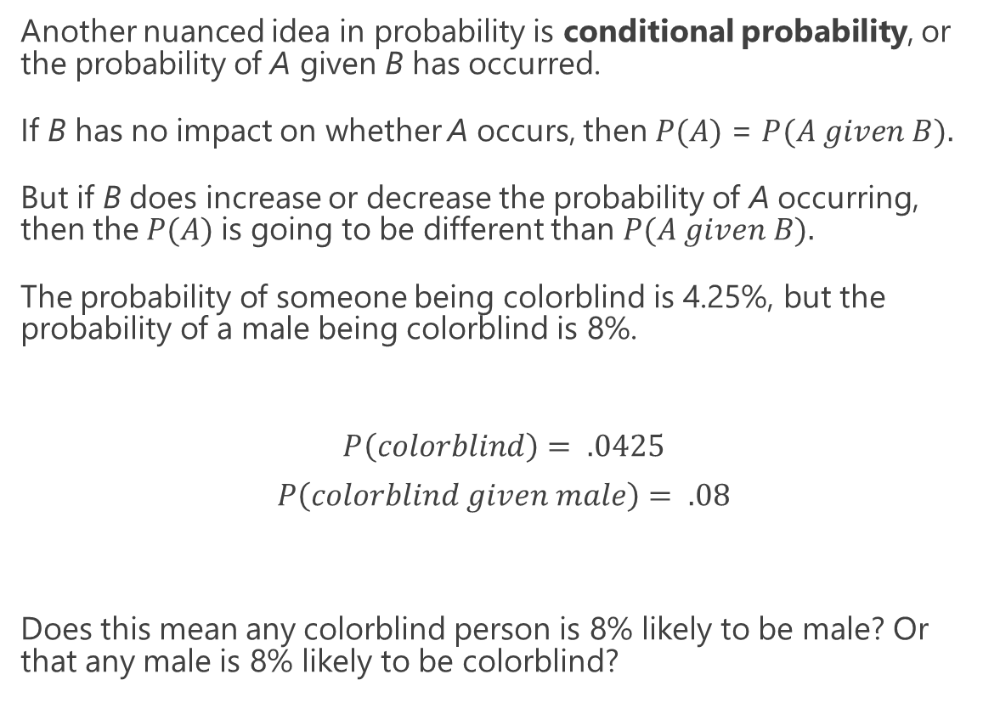 Another nuanced idea in probability is conditional probability, or
the probability of A given B has occurred.
If B has no impact on whether A occurs, then P(A) = P(A given B).
But if B does increase or decrease the probability of A occurring,
then the P(A) is going to be different than P(A given B).
The probability of someone being colorblind is 4.25%, but the
probability of a male being colorblind is 8%.
P(colorblind) = .0425
P(colorblind given male) = .08
Does this mean any colorblind person is 8% likely to be male? Or
that any male is 8% likely to be colorblind?